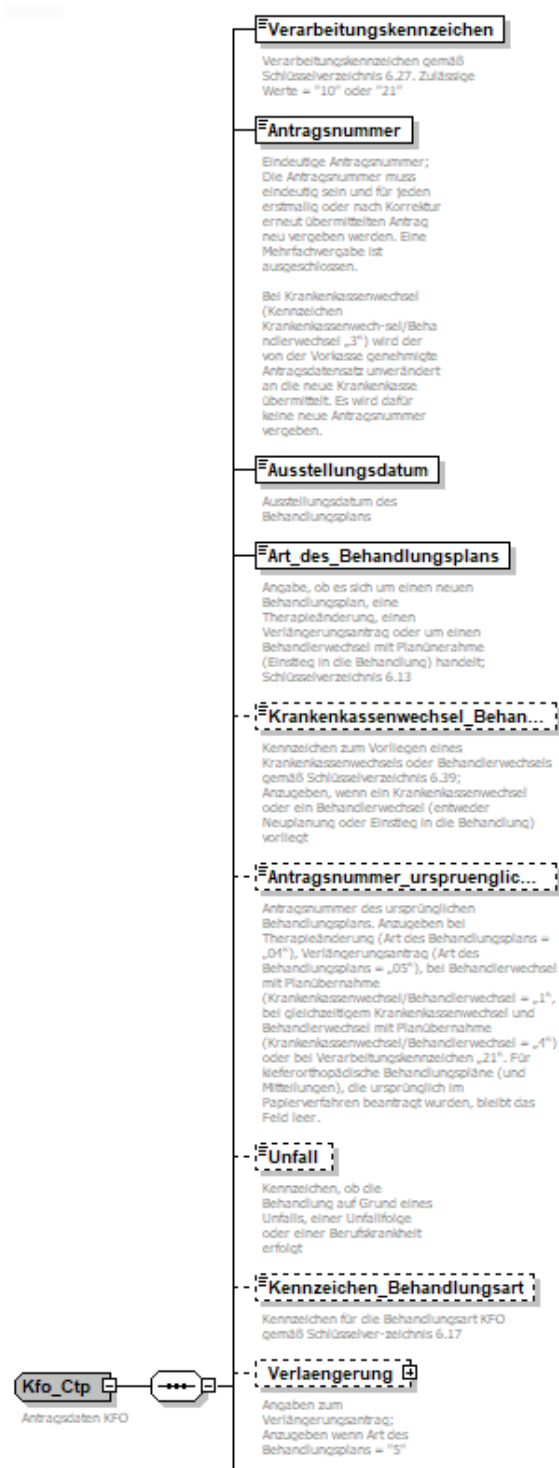 Verarbeitungskennzeichen
Verarbeitungskennzeichen gemäß
Schlüsselverzeichnis 6.27. Zulässige
Werte = "10" oder "21"
Antragsnummer
Eindeutige Antragsnummer;
Die Antragsnummer muss
eindeutig sein und für jeden
erstmalig oder nach Korrektur
erneut übermittelten Antrag
neu vergeben werden. Eine
Mehrfachvergabe ist
ausgeschlossen.
Bei Krankenkassenwechsel
(Kennzeichen
Krankenkassenwech-sel/Beha
ndlerwechsel „3“) wird der
von der Vorkasse genehmigte
Antragsdatensatz unverändert
an die neue Krankenkasse
übermittelt. Es wird dafür
keine neue Antragsnummer
vergeben.
Ausstellungsdatum
Ausstellungsdatum des
Behandlungsplans
Art_des_Behandlungsplans
Angabe, ob es sich um einen neuen
Behandlungsplan, eine
Therapieänderung, einen
Verlängerungsantrag oder um einen
Behandlerwechsel mit Planünerahme
(Einstieg in die Behandlung) handelt;
Schlüsselverzeichnis 6.13
Krankenkassenwechsel_Behan...
Kennzeichen zum Vorliegen eines
Krankenkassenwechsels oder Behandlerwechsels
gemäß Schlüsselverzeichnis 6.39;
Anzugeben, wenn ein Krankenkassenwechsel
oder ein Behandlerwechsel (entweder
Neuplanung oder Einstieg in die Behandlung)
vorliegt
Antragsnummer_urspruenglic...
Antragsnummer des ursprünglichen
Behandlungsplans. Anzugeben bei
Therapieänderung (Art des Behandlungsplans =
„04“), Verlängerungsantrag (Art des
Behandlungsplans = „05“), bei Behandlerwechsel
mit Planübernahme
(Krankenkassenwechsel/Behandlerwechsel = „1“,
bei gleichzeitigem Krankenkassenwechsel und
Behandlerwechsel mit Planübernahme
(Krankenkassenwechsel/Behandlerwechsel = „4“)
oder bei Verarbeitungskennzeichen „21“. Für
kieferorthopädische Behandlungspläne (und
Mitteilungen), die ursprünglich im
Papierverfahren beantragt wurden, bleibt das
Feld leer.
Unfall
Kennzeichen, ob die
Behandlung auf Grund eines
Unfalls, einer Unfallfolge
oder einer Berufskrankheit
erfolgt
Kennzeichen_Behandlungsart
Kennzeichen für die Behandlungsart KFO
gemäß Schlüsselver-zeichnis 6.17
Kfo_Ctp
Antragsdaten KFO
Verlaengerung
Angaben zum
Verlängerungsantrag;
Anzugeben wenn Art des
Behandlungsplans = "5"